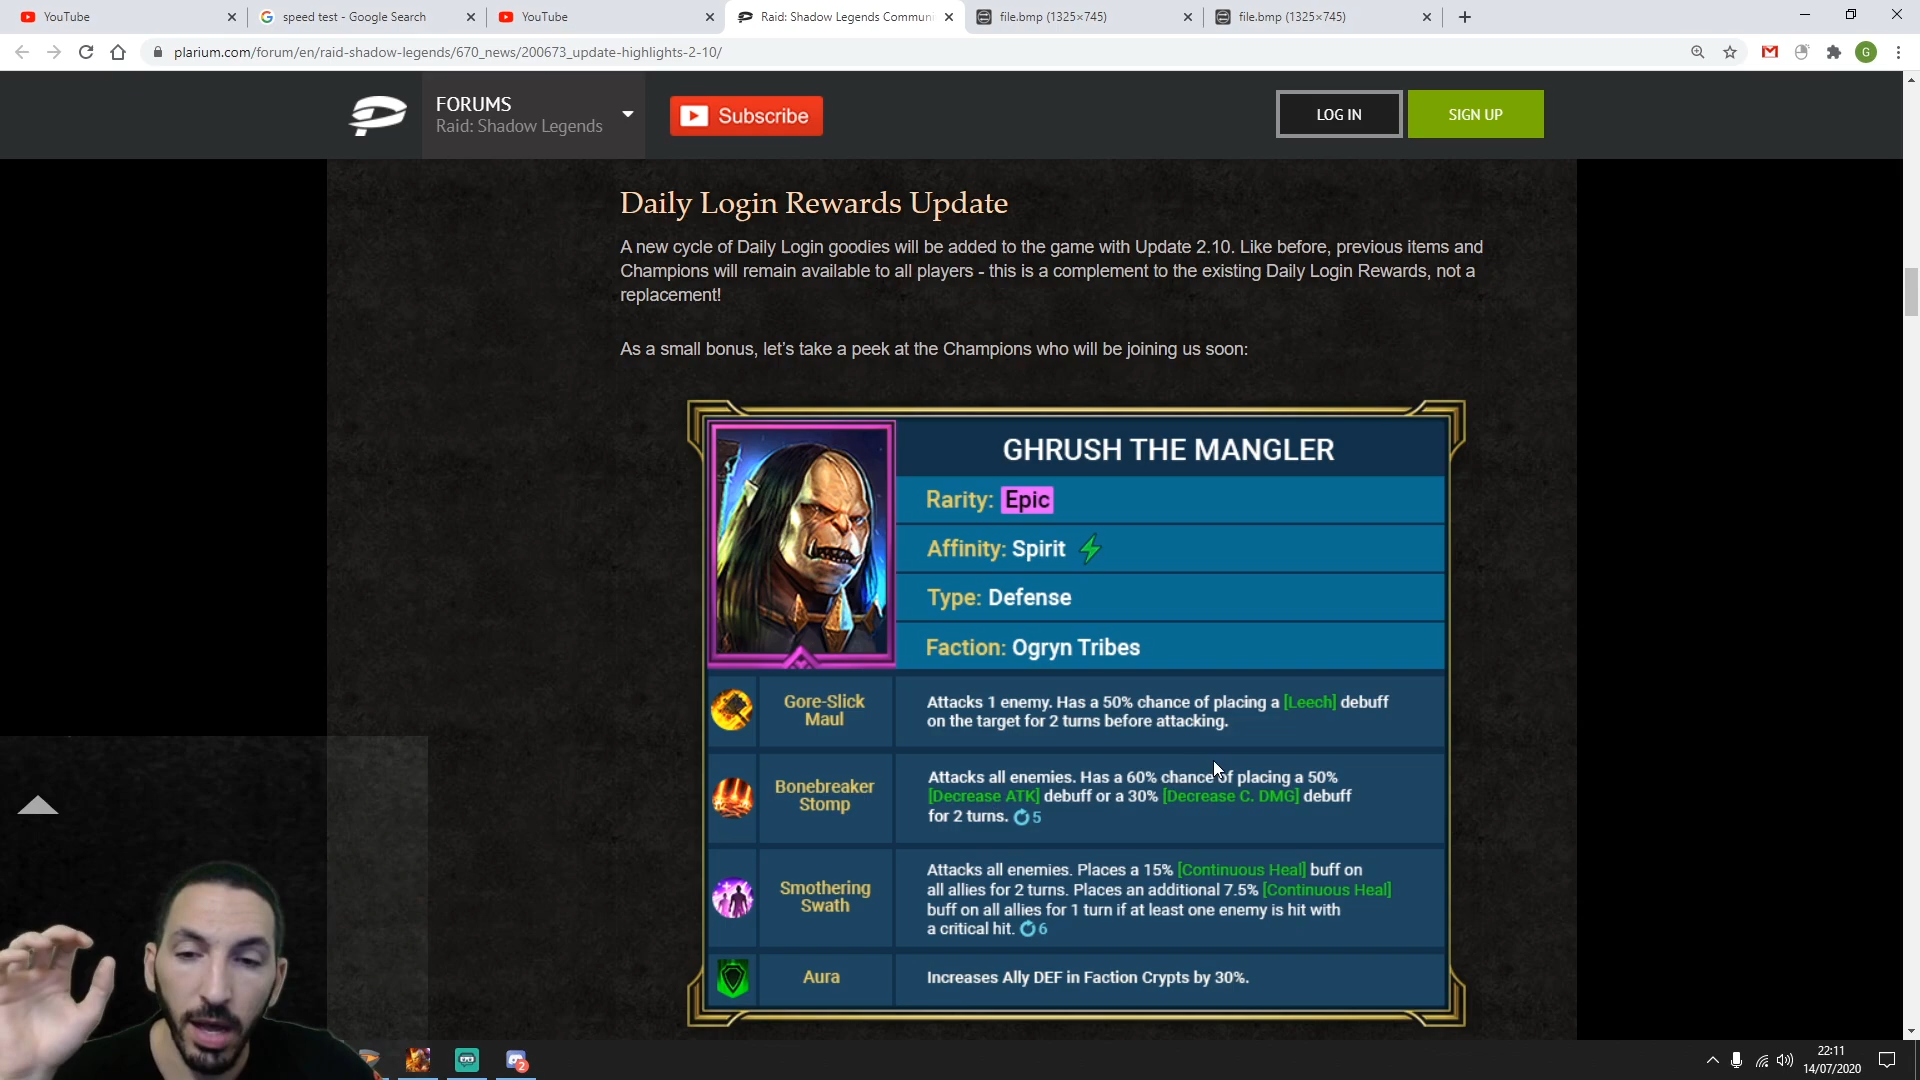 YouTube
speed test - Google Search
YouTube
Raid: Shadow Legends Communi
file.bmp (1325×745)
file.bmp (1325×745)
plarium.com/forum/en/raid-shadow-legends/670_news/200673_update-highlights-2-10/
G
FORUMS
Raid: Shadow Legends
Subscribe
LOG IN
SIGN UP
Daily Login Rewards Update
A new cycle of Daily Login goodies will be added to the game with Update 2.10. Like before, previous items and
Champions will remain available to all players - this is a complement to the existing Daily Login Rewards, not a
replacement!
As a small bonus, let's take a peek at the Champions who will be joining us soon:
GHRUSH THE MANGLER
Rarity: Epic
Affinity: Spirit
Type: Defense
Faction: Ogryn Tribes
Gore-Slick
Maul
Attacks 1 enemy. Has a 50% chance of placing a [Leech] debuff
on the target for 2 turns before attacking.
Bonebreaker
Stomp
Attacks all enemies. Has a 60% chance of placing a 50%
[Decrease ATK] debuff or a 30% [Decrease C. DMG] debuff
for 2 turns. 5
Smothering
Swath
Attacks all enemies. Places a 15% [Continuous Heal] buff on
all allies for 2 turns. Places an additional 7.5% [Continuous Heal]
buff on all allies for 1 turn if at least one enemy is hit with
a critical hit. 6
Aura
Increases Ally DEF in Faction Crypts by 30%.
2
22:11
14/07/2020